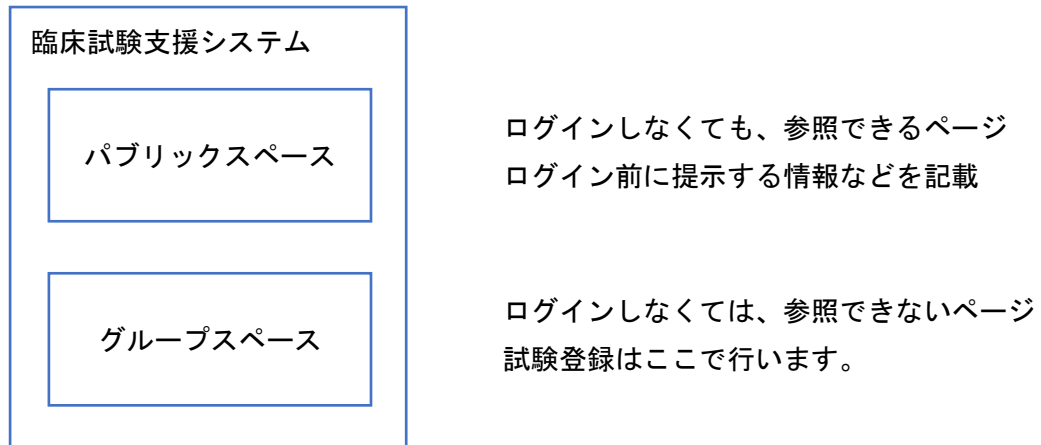 臨床試験支援システム
パブリックスペース
ログインしなくても、参照できるページ
ログイン前に提示する情報などを記載
グループスペース
ログインしなくては、参照できないページ
試験登録はここで行います。